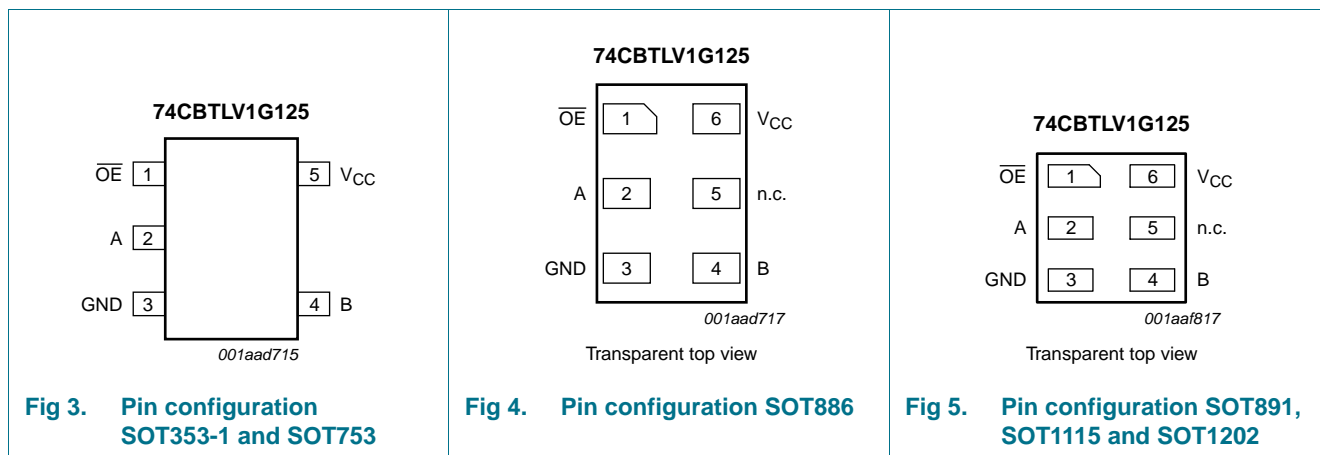 74CBTLV1G125
OE 1
5 VCC
A 2
GND 3
4 B
001aad715
Fig 3. Pin configuration
SOT353-1 and SOT753
74CBTLV1G125
OE 1 6 VCC
A 2 5 n.c.
GND 3 4 B
001aad717
Transparent top view
Fig 4. Pin configuration SOT886
74CBTLV1G125
OE 1 6 VCC
A 2 5 n.c.
GND 3 4 B
001aaf817
Transparent top view
Fig 5. Pin configuration SOT891,
SOT1115 and SOT1202